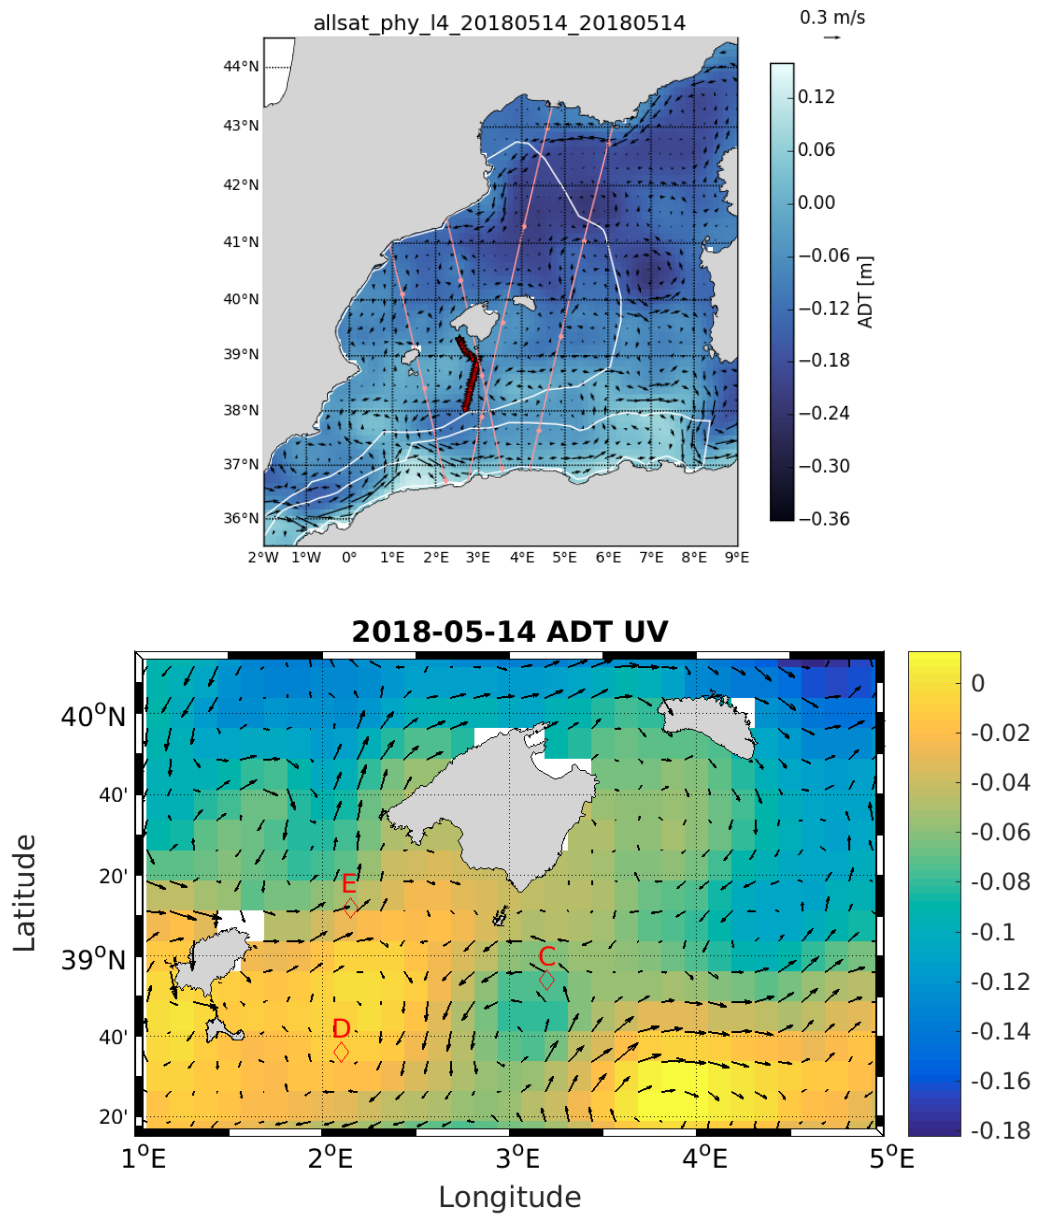 allsat_phy_l4_20180514_20180514
0.3 m/s
44°N
43°N
42°N
41°N
40°N
39°N
38°N
37°N
36°N
2°W 1°W 0° 1°E 2°E 3°E 4°E 5°E 6°E 7°E 8°E 9°E
0.12
0.06
0.00
−0.06
−0.12
−0.18
−0.24
−0.30
−0.36
ADT [m]
2018-05-14 ADT UV
40°N
40'
20'
39°N
40'
20'
E
C
D
1°E 2°E 3°E 4°E 5°E
Latitude
Longitude
0
-0.02
-0.04
-0.06
-0.08
-0.1
-0.12
-0.14
-0.16
-0.18